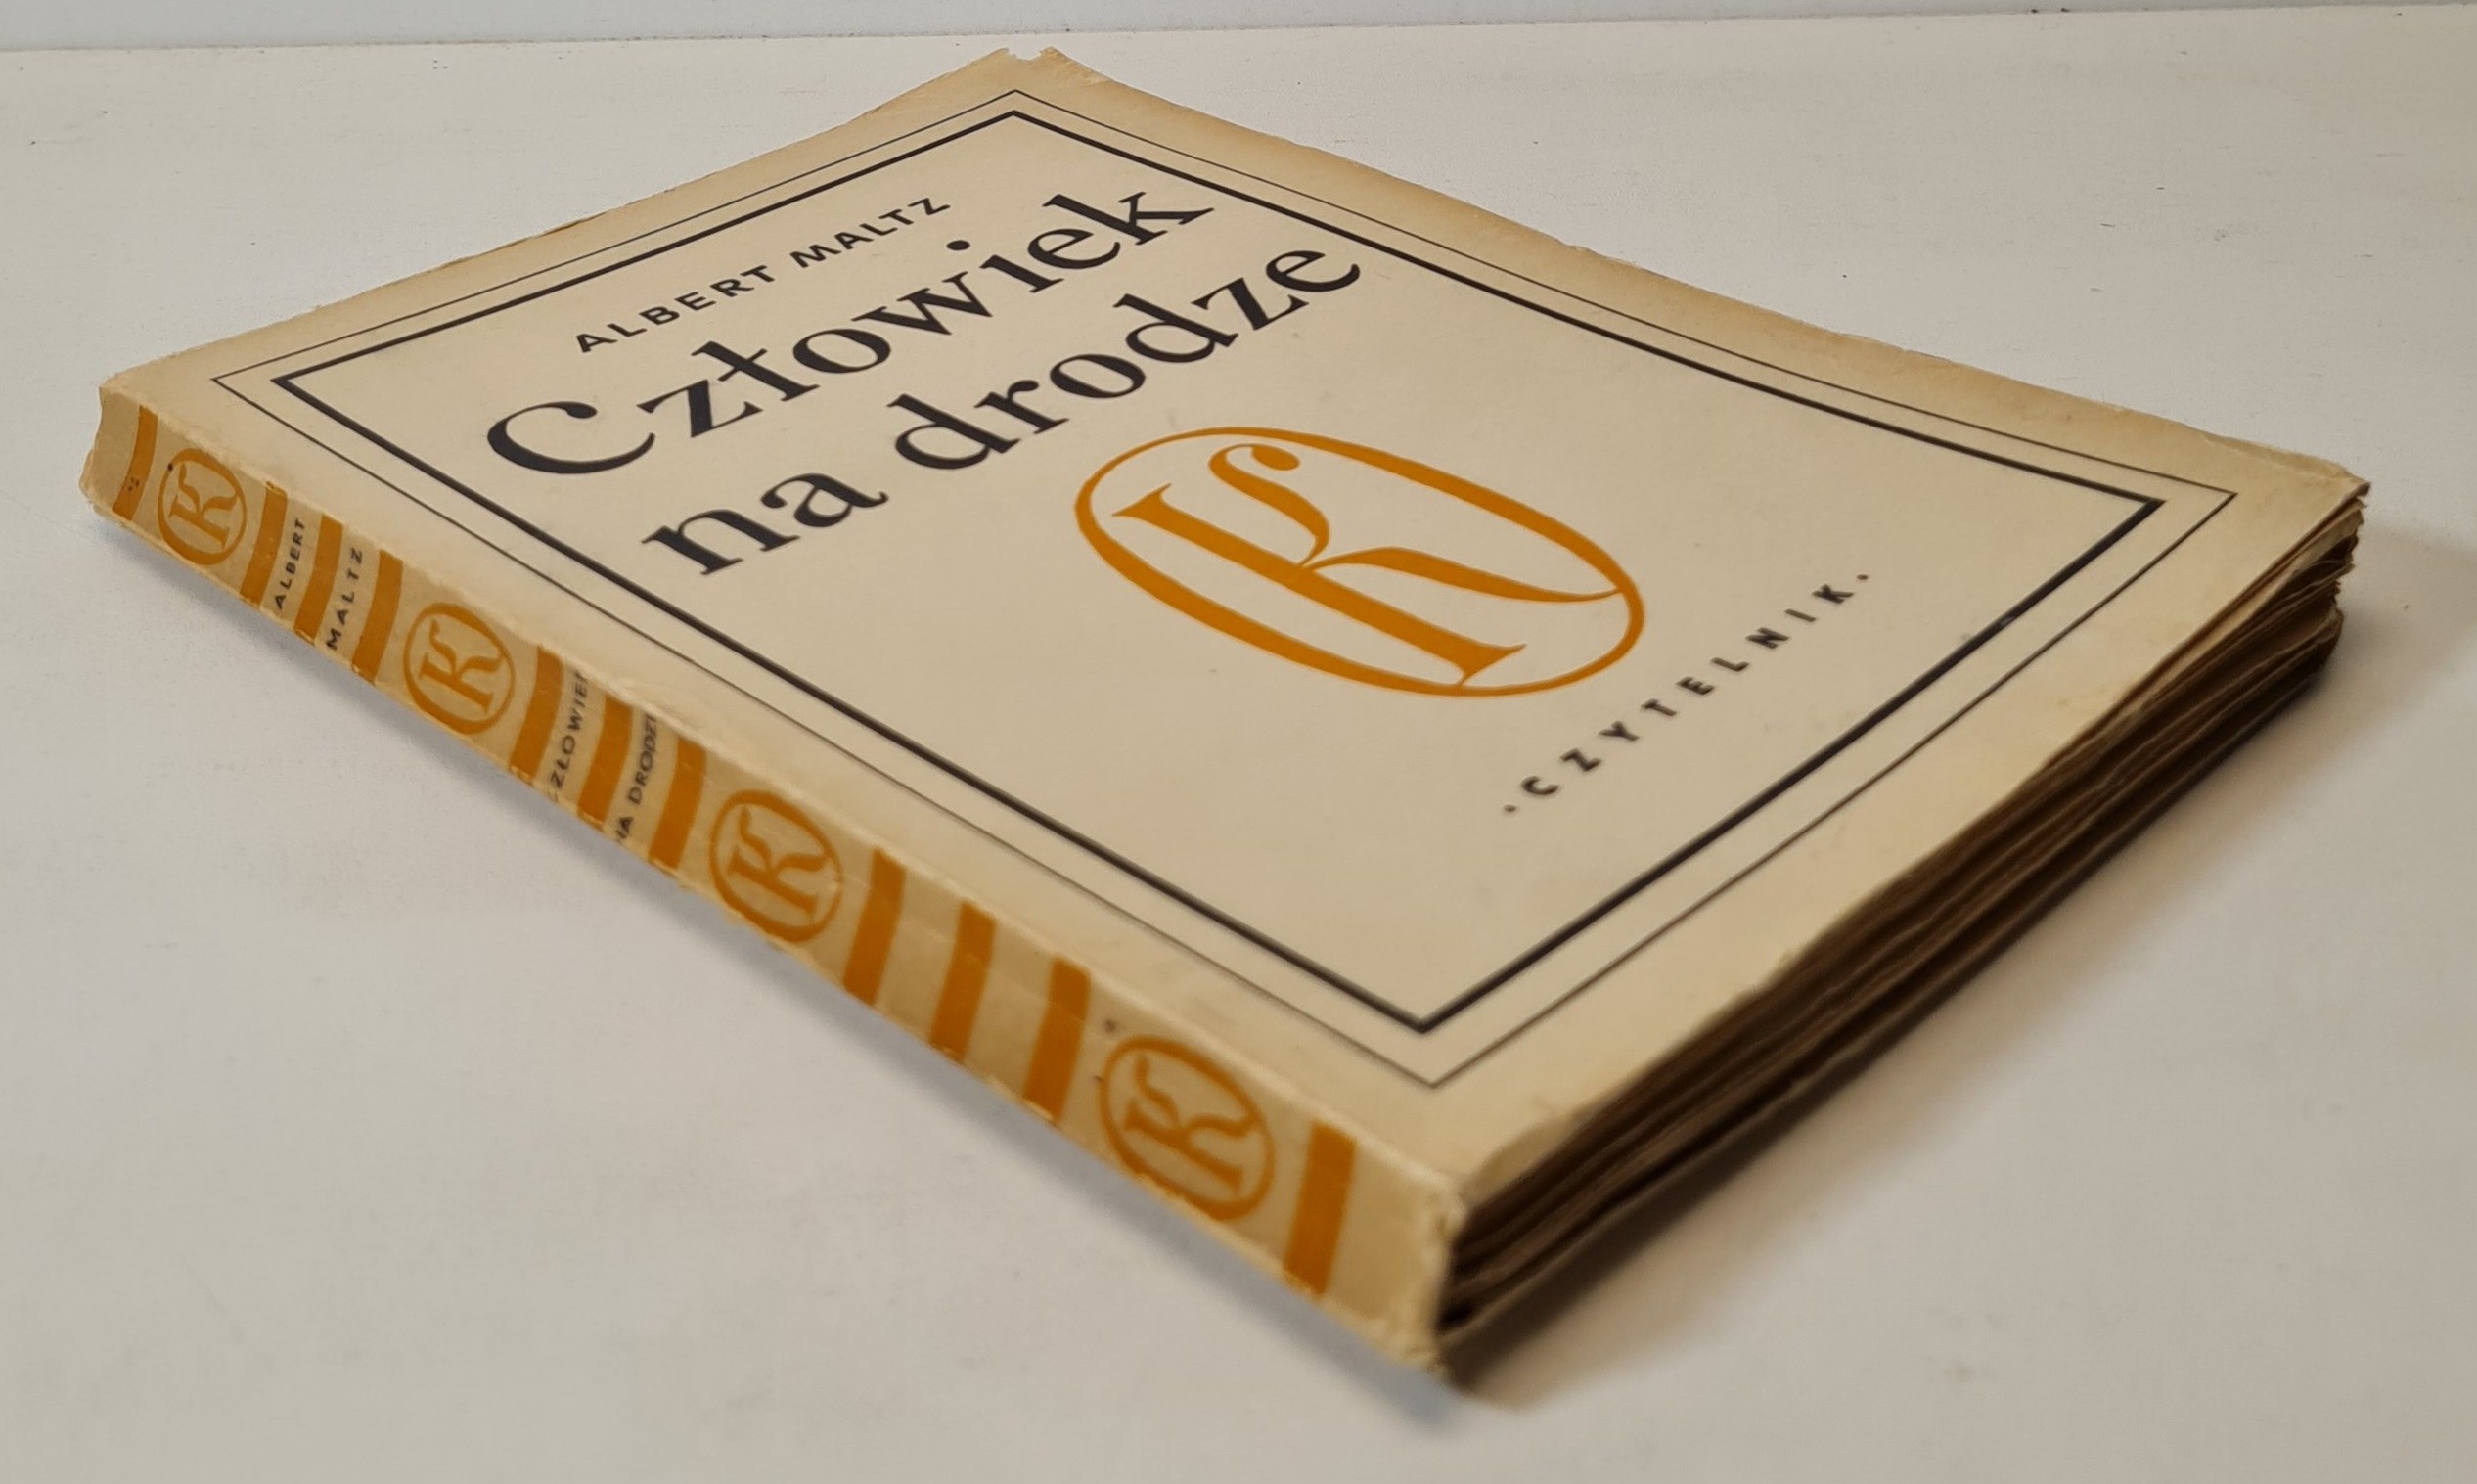 ALBERT MALTZ
Człowiek
na drodze
K
·CZYTELNIK·
K
ALBERT
MALTZ
K
CZŁOWIEK
NA DRODZE
K
K